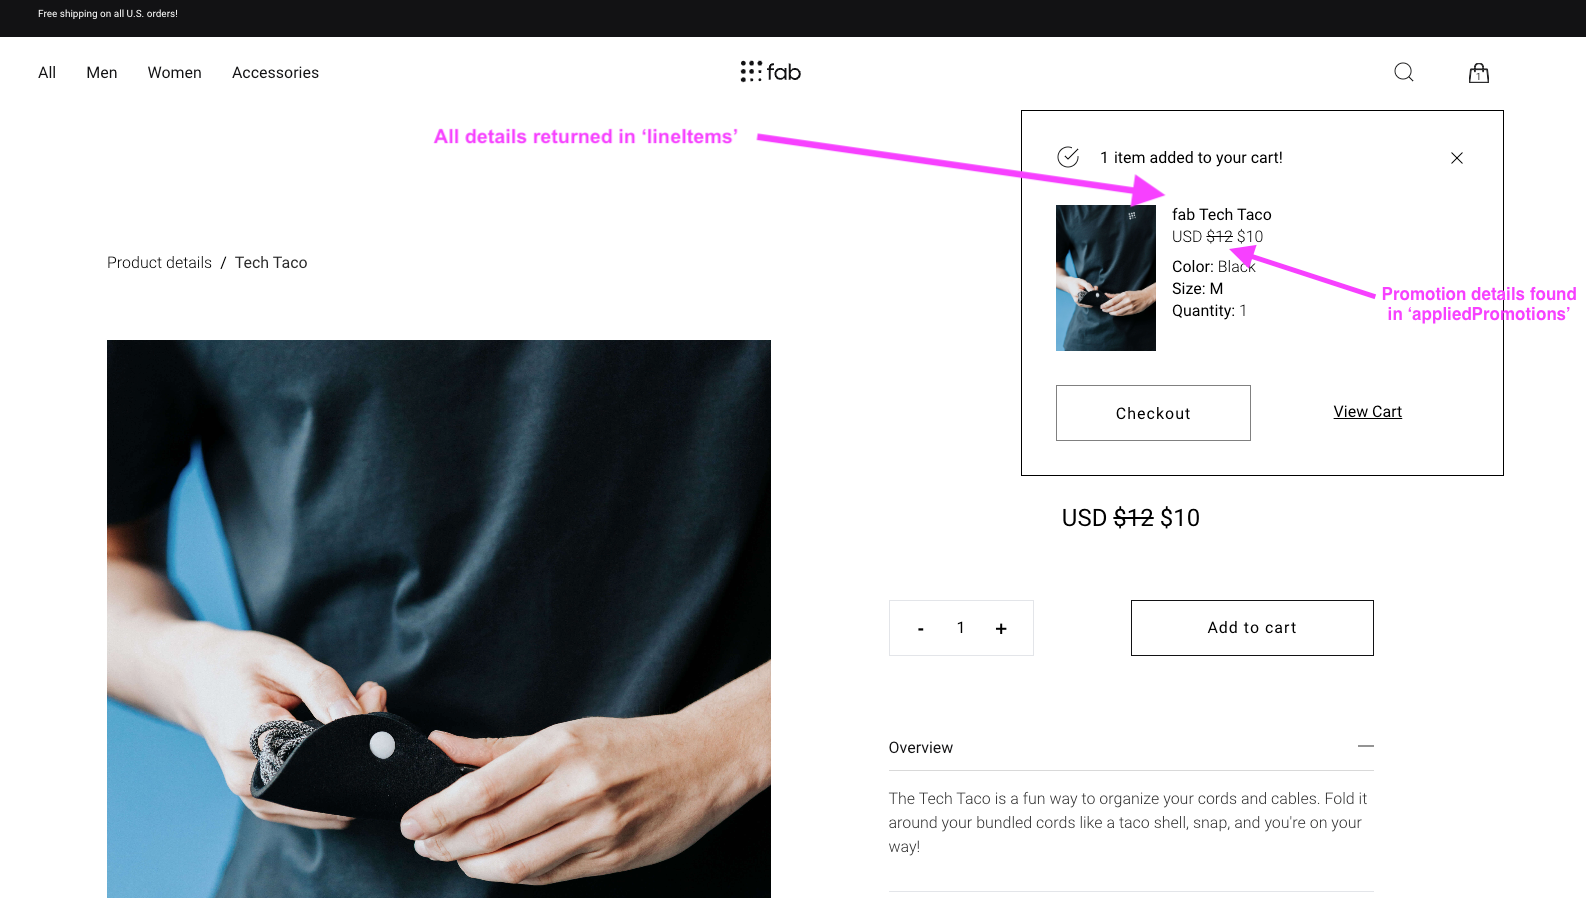 Free shipping on all U.S. orders!
All Men Women Accessories
fab
1
All details returned in ‘lineItems’
1 item added to your cart!
fab Tech Taco
USD $12 $10
Color: Black
Size: M
Quantity: 1
Promotion details found
in ‘appliedPromotions’
Checkout
View Cart
Product details / Tech Taco
USD $12 $10
- 1 +
Add to cart
Overview
The Tech Taco is a fun way to organize your cords and cables. Fold it
around your bundled cords like a taco shell, snap, and you're on your
way!